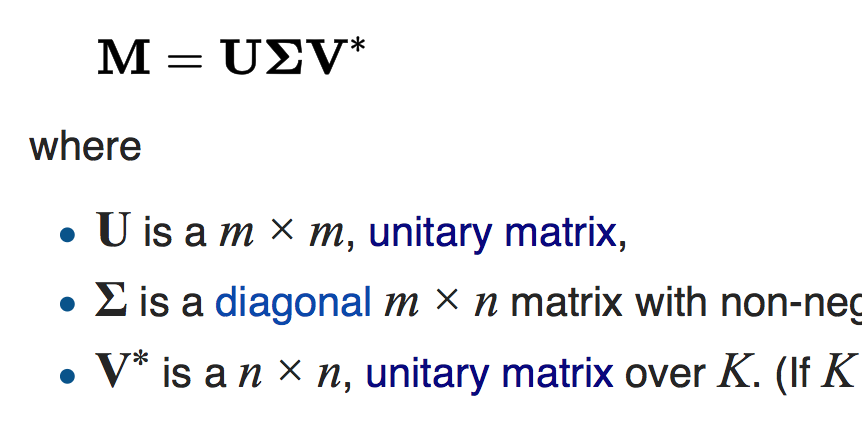 M = UΣV*
where
• U is a m × m, unitary matrix,
• Σ is a diagonal m × n matrix with non-neg
• V* is a n × n, unitary matrix over K. (If K